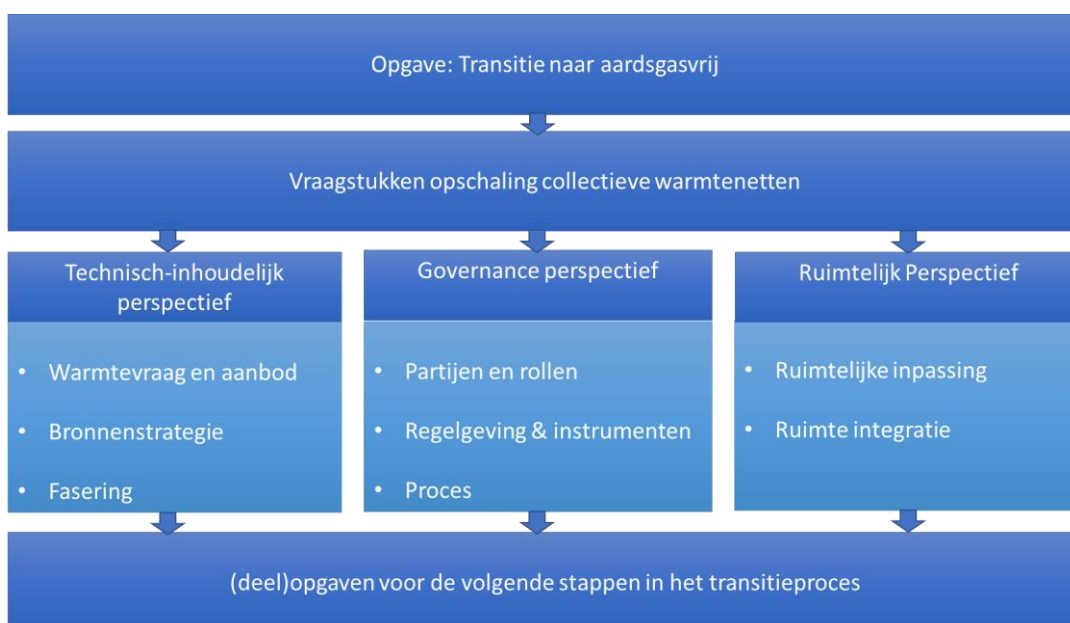 Opgave: Transitie naar aardsgasvrij
Vraagstukken opschaling collectieve warmtenetten
Technisch-inhoudelijk
perspectief
• Warmtevraag en aanbod
• Bronnenstrategie
• Fasering
Governance perspectief
• Partijen en rollen
• Regelgeving & instrumenten
• Proces
Ruimtelijk Perspectief
• Ruimtelijke inpassing
• Ruimte integratie
(deel)opgaven voor de volgende stappen in het transitieproces